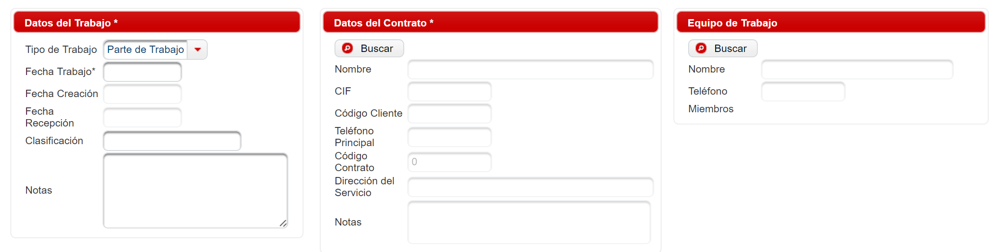 Datos del Trabajo *
Tipo de Trabajo Parte de Trabajo
Fecha Trabajo*
Fecha Creación
Fecha
Recepción
Clasificación
Notas
Datos del Contrato *
Buscar
Nombre
CIF
Código Cliente
Teléfono
Principal
Código
Contrato
0
Dirección del
Servicio
Notas
Equipo de Trabajo
Buscar
Nombre
Teléfono
Miembros